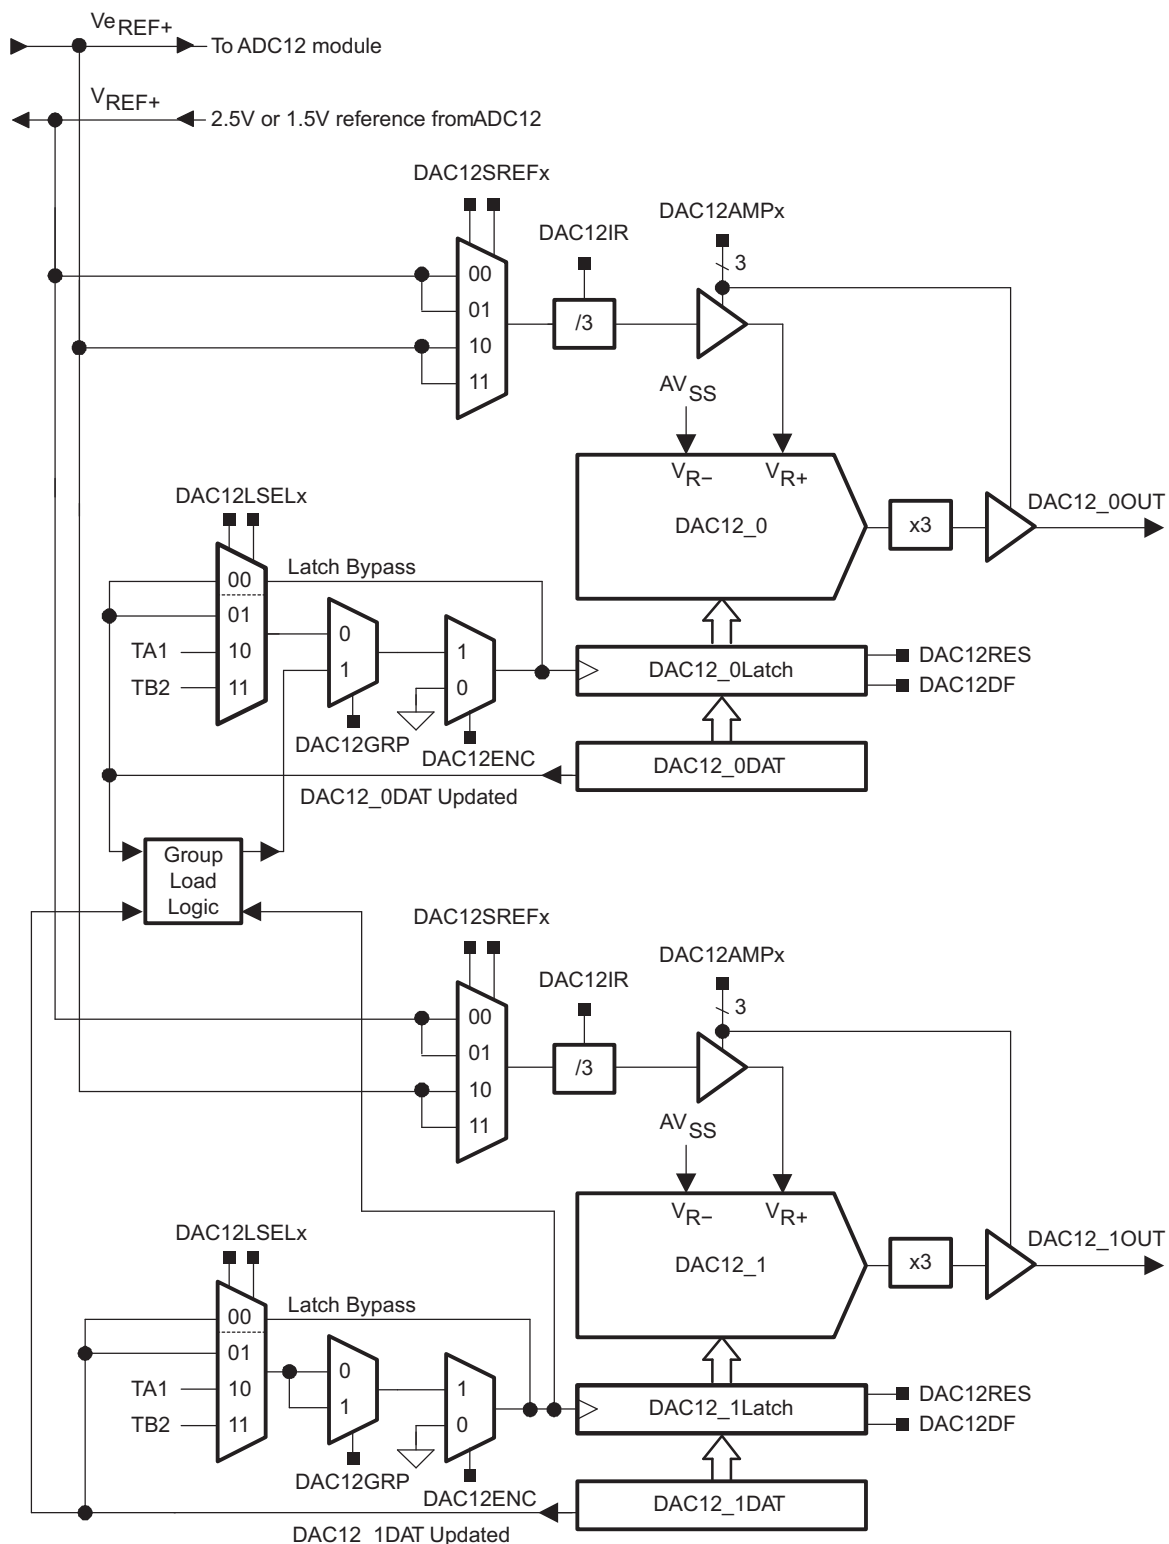 VeREF+
To ADC12 module
VREF+
2.5V or 1.5V reference fromADC12
DAC12SREFx
DAC12AMPx
DAC12IR
3
00
01
/3
10
11
AVSS
VR−
VR+
DAC12LSELx
DAC12_0OUT
DAC12_0
x3
Latch Bypass
00
01
0
TA1
10
1
1
DAC12_0Latch
DAC12RES
TB2
11
0
DAC12DF
DAC12GRP
DAC12ENC
DAC12_0DAT
DAC12_0DAT Updated
Group
Load
Logic
DAC12SREFx
DAC12AMPx
DAC12IR
3
00
01
/3
10
11
AVSS
VR−
VR+
DAC12LSELx
DAC12_1OUT
DAC12_1
x3
Latch Bypass
00
01
0
TA1
10
1
1
DAC12_1Latch
DAC12RES
TB2
11
0
DAC12DF
DAC12GRP
DAC12ENC
DAC12_1DAT
DAC12_1DAT Updated